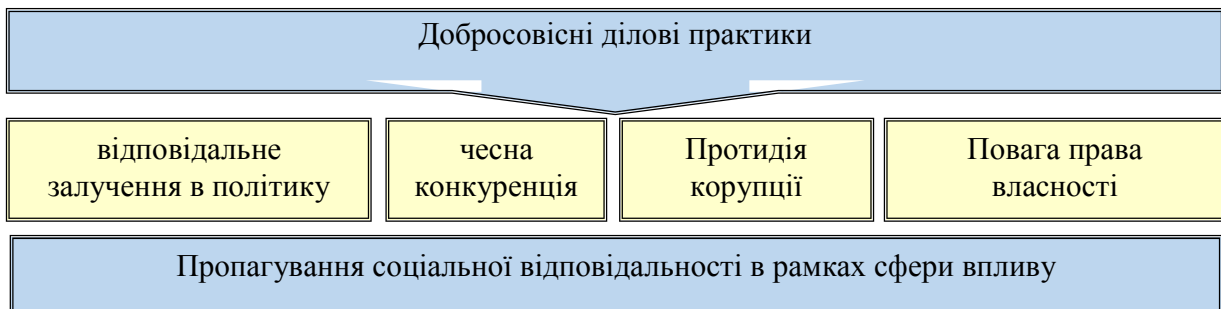 Добросовісні ділові практики
відповідальне
залучення в політику
чесна
конкуренція
Протидія
корупції
Повага права
власності
Пропагування соціальної відповідальності в рамках сфери впливу